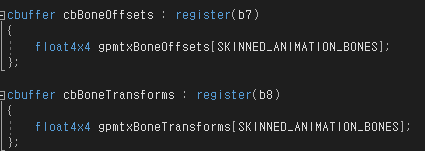 cbuffer cbBoneOffsets : register(b7)
{
float4x4 gpmtxBoneOffsets[SKINNED_ANIMATION_BONES];
};
cbuffer cbBoneTransforms : register(b8)
{
float4x4 gpmtxBoneTransforms[SKINNED_ANIMATION_BONES];
};